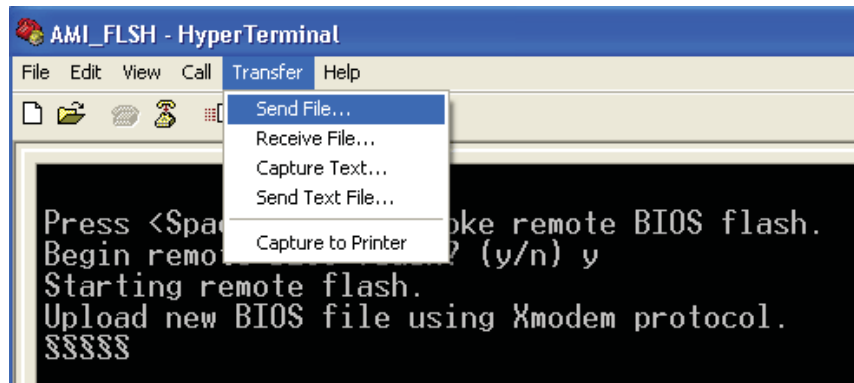 AMI_FLSH - HyperTerminal
File Edit View Call Transfer Help
Send File...
Receive File...
Capture Text...
Send Text File...
Capture to Printer
Press <Spa oke remote BIOS flash.
Begin remo ? (y/n) y
Starting remote flash.
Upload new BIOS file using Xmodem protocol.
§§§§§